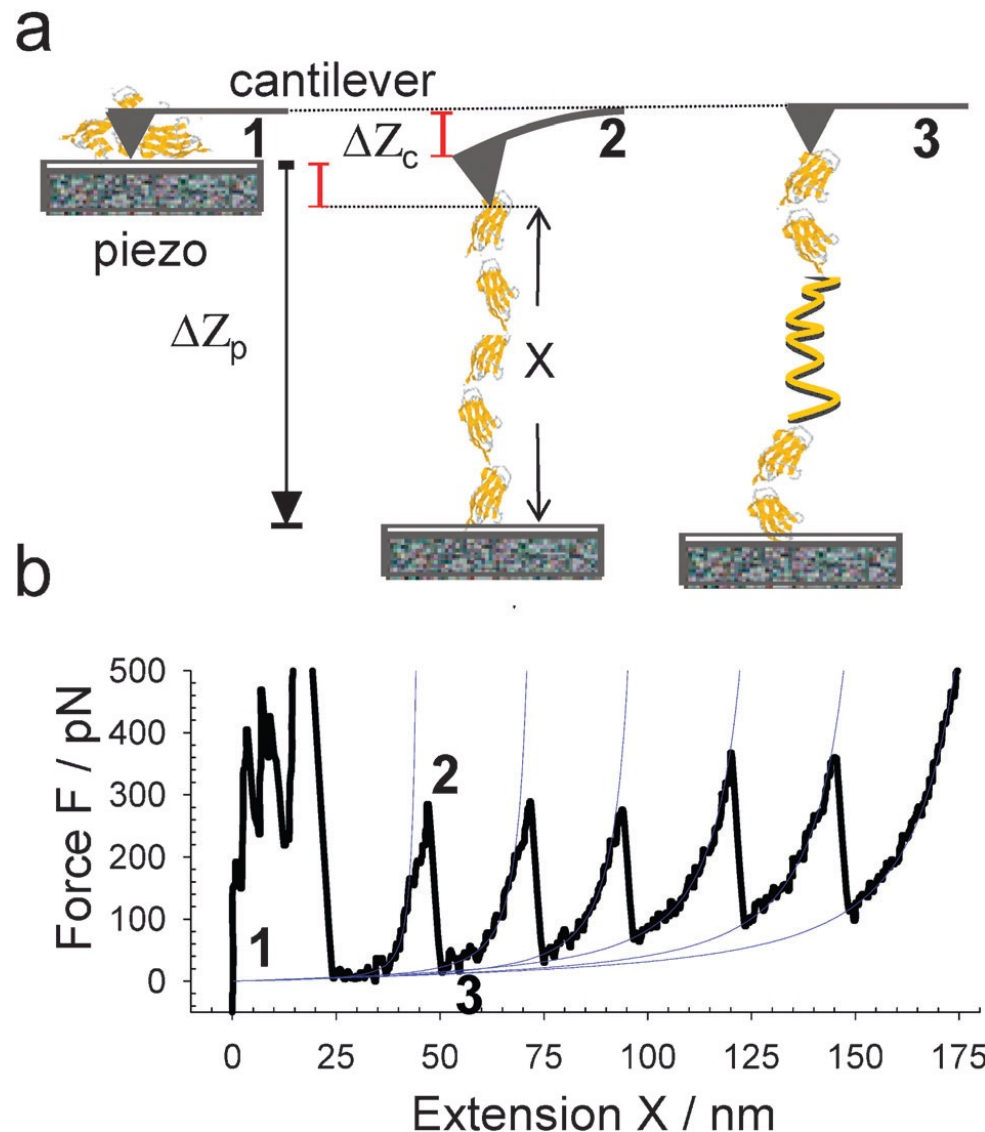 a
cantilever
1
ΔZc
2
3
piezo
ΔZp
X
b
500
400
300
200
100
0
Force F / pN
1
2
3
0 25 50 75 100 125 150 175
Extension X / nm